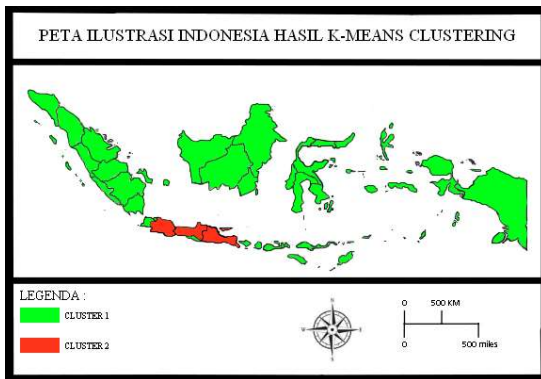 PETA ILUSTRASI INDONESIA HASIL K-MEANS CLUSTERING
LEGENDA :
CLUSTER 1
CLUSTER 2
N
0 500 KM
0 500 miles